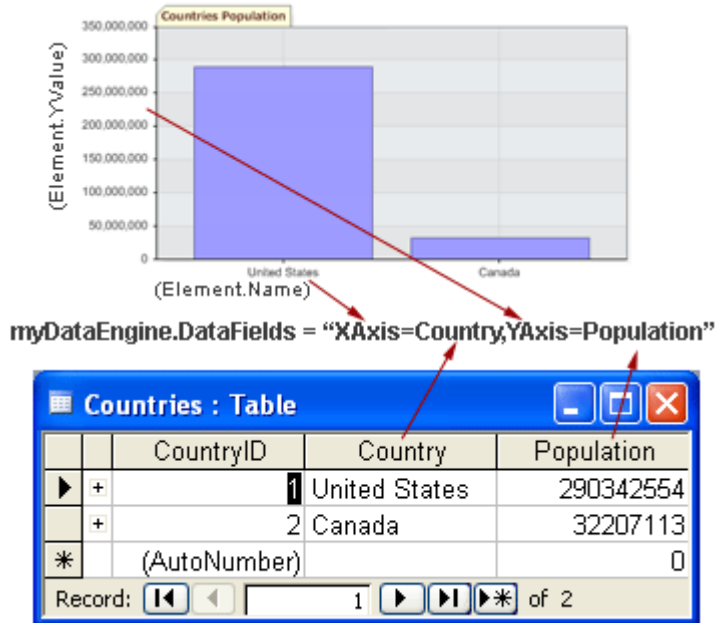 Countries Population
350,000,000
300,000,000
250,000,000
200,000,000
150,000,000
100,000,000
50,000,000
0
(Element.YValue)
United States
Canada
(Element.Name)
myDataEngine.DataFields = “XAxis=Country,YAxis=Population”
Countries : Table
CountryID Country Population
1 United States 290342554
2 Canada 32207113
(AutoNumber) 0
Record: 1 of 2